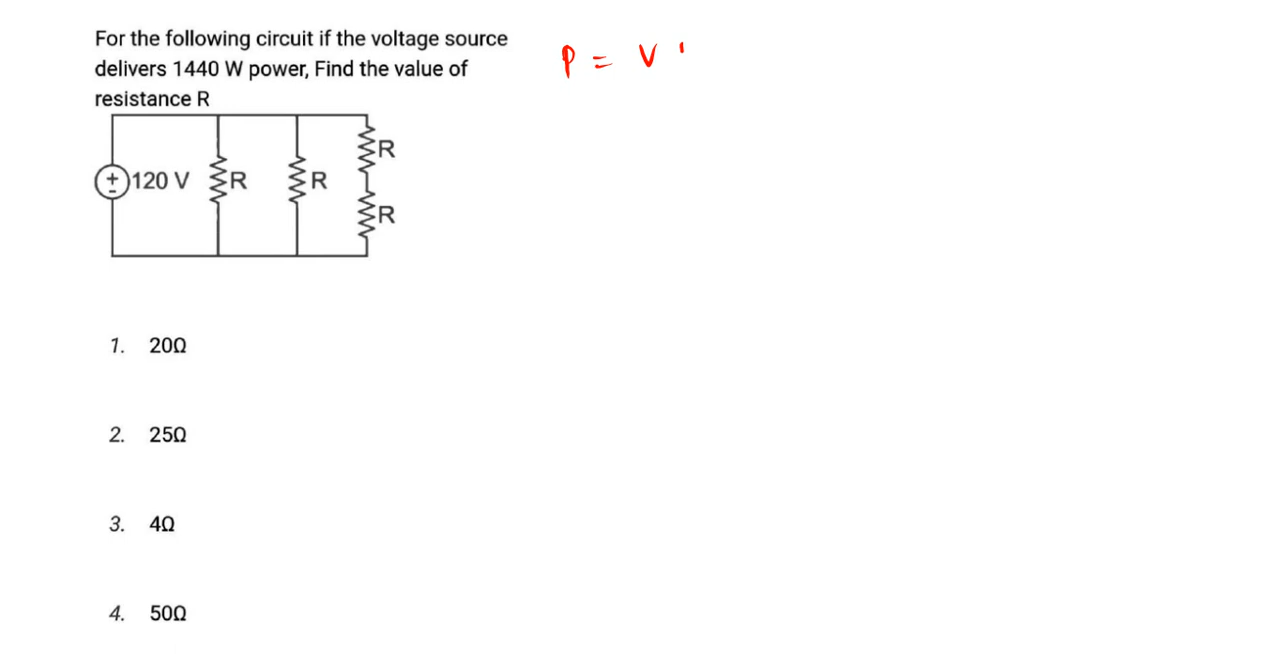 For the following circuit if the voltage source
delivers 1440 W power, Find the value of
resistance R
P = V
R
120 V
R
R
R
1. 20Ω
2. 25Ω
3. 4Ω
4. 50Ω